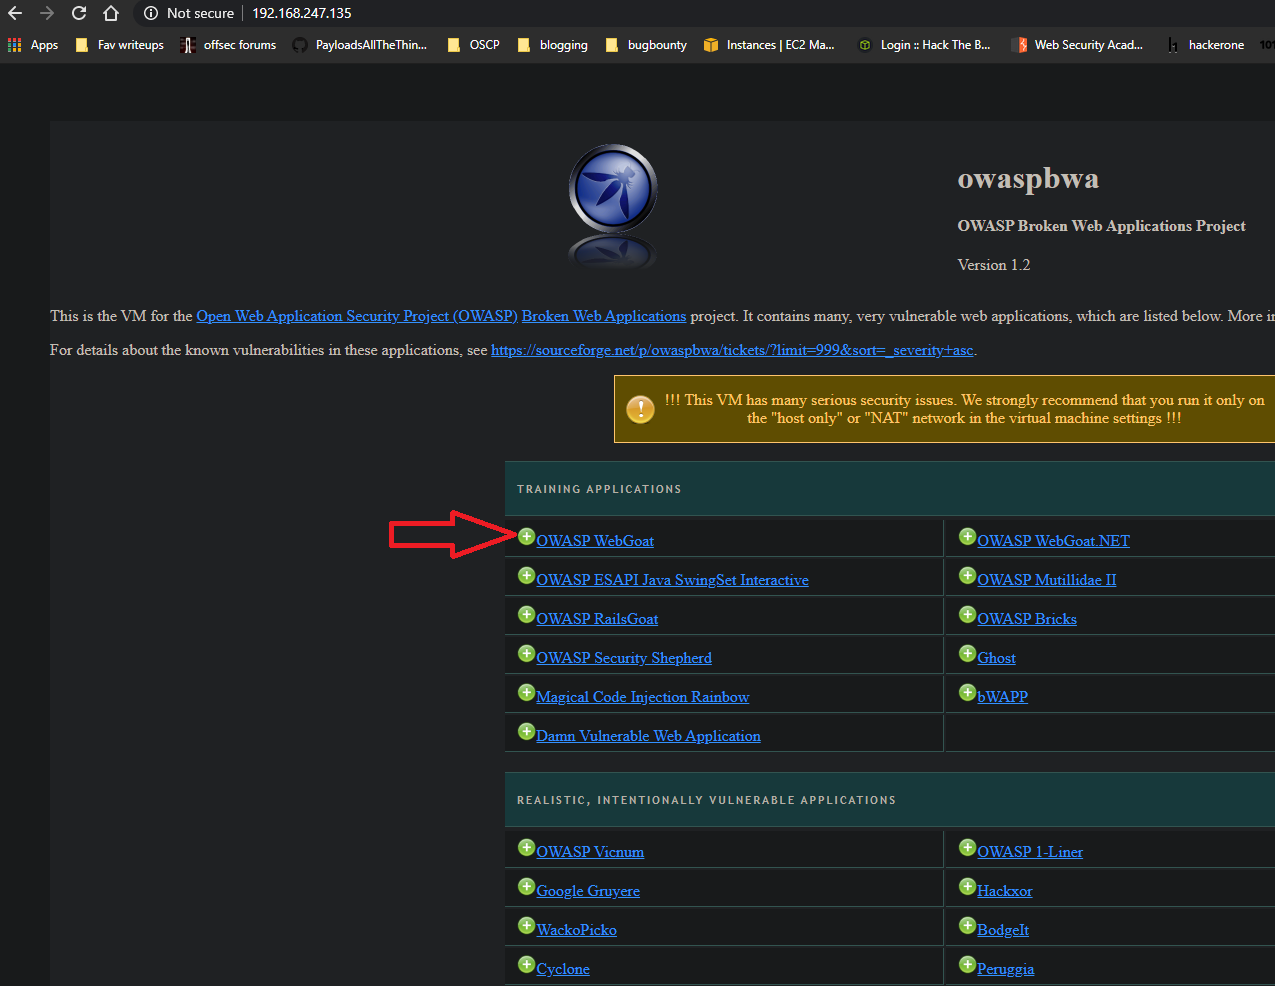 Not secure | 192.168.247.135
Apps Fav writeups offsec forums PayloadsAllTheThin... OSCP blogging bugbounty Instances | EC2 Ma... Login :: Hack The B... Web Security Acad... hackerone 101
owaspbwa
OWASP Broken Web Applications Project
Version 1.2
This is the VM for the Open Web Application Security Project (OWASP) Broken Web Applications project. It contains many, very vulnerable web applications, which are listed below. More
For details about the known vulnerabilities in these applications, see https://sourceforge.net/p/owaspbwa/tickets/?limit=999&sort=_severity+asc.
!!! This VM has many serious security issues. We strongly recommend that you run it only on
the "host only" or "NAT" network in the virtual machine settings !!!
TRAINING APPLICATIONS
OWASP WebGoat OWASP WebGoat.NET
OWASP ESAPI Java SwingSet Interactive OWASP Mutillidae II
OWASP RailsGoat OWASP Bricks
OWASP Security Shepherd Ghost
Magical Code Injection Rainbow bWAPP
Damn Vulnerable Web Application
REALISTIC, INTENTIONALLY VULNERABLE APPLICATIONS
OWASP Vicnum OWASP 1-Liner
Google Gruyere Hackxor
WackoPicko BodgeIt
Cyclone Peruggia